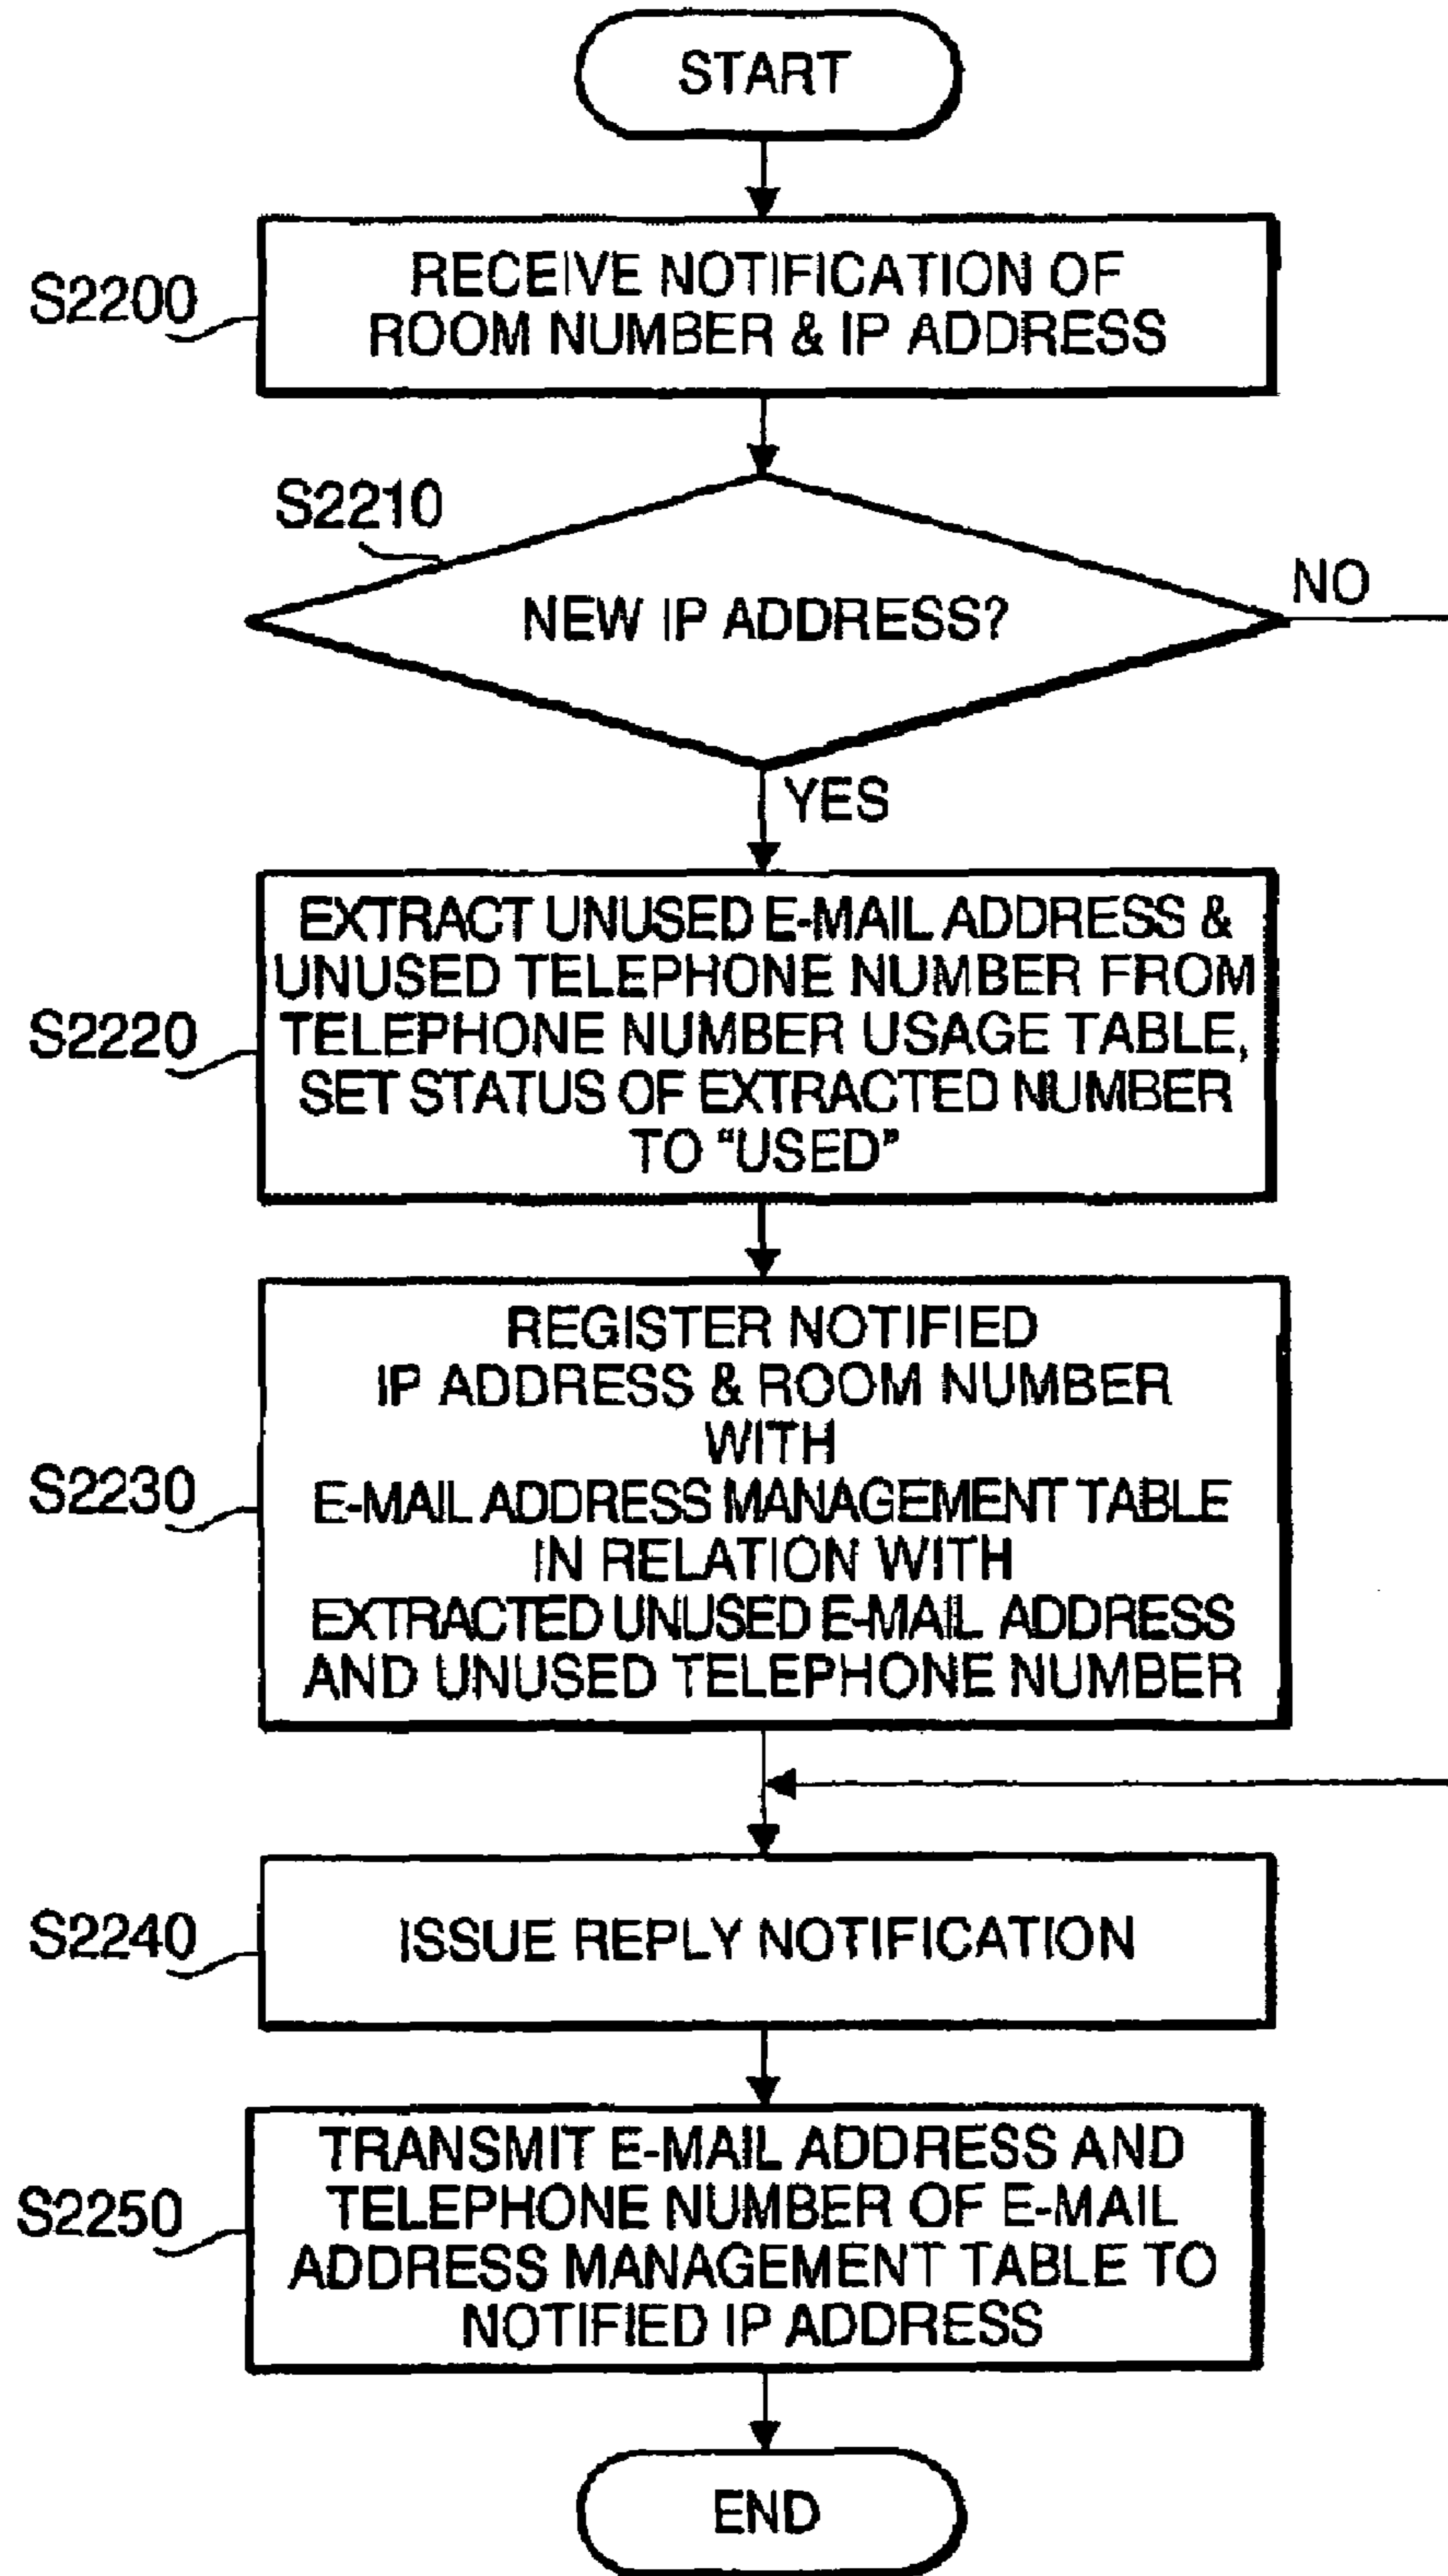 START
S2200
RECEIVE NOTIFICATION OF
ROOM NUMBER & IP ADDRESS
S2210
NEW IP ADDRESS?
NO
YES
S2220
EXTRACT UNUSED E-MAIL ADDRESS &
UNUSED TELEPHONE NUMBER FROM
TELEPHONE NUMBER USAGE TABLE,
SET STATUS OF EXTRACTED NUMBER
TO “USED”
S2230
REGISTER NOTIFIED
IP ADDRESS & ROOM NUMBER
WITH
E-MAIL ADDRESS MANAGEMENT TABLE
IN RELATION WITH
EXTRACTED UNUSED E-MAIL ADDRESS
AND UNUSED TELEPHONE NUMBER
S2240
ISSUE REPLY NOTIFICATION
S2250
TRANSMIT E-MAIL ADDRESS AND
TELEPHONE NUMBER OF E-MAIL
ADDRESS MANAGEMENT TABLE TO
NOTIFIED IP ADDRESS
END